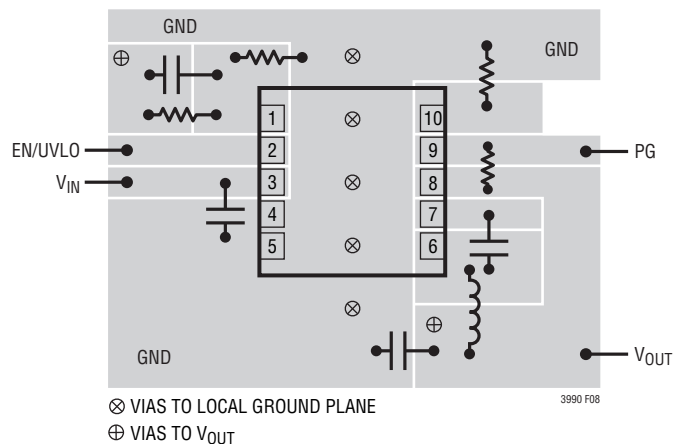 GND
GND
1
10
EN/UVLO
2
9
PG
VIN
3
8
4
7
5
6
GND
VOUT
3990 F08
⊗ VIAS TO LOCAL GROUND PLANE
⊕ VIAS TO VOUT